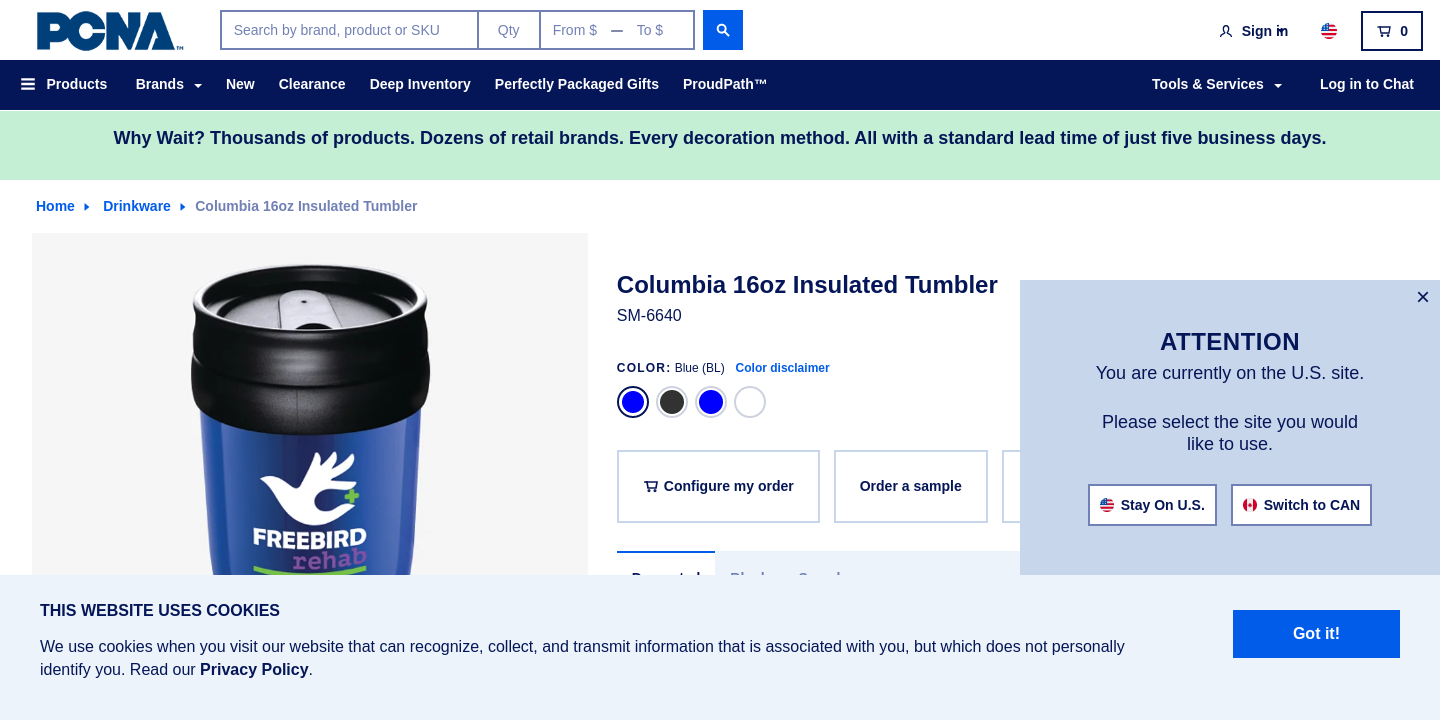 PCNA™
Search by brand, product or SKU
Qty
From $ — To $
Sign in
0
Products
Brands
New
Clearance
Deep Inventory
Perfectly Packaged Gifts
ProudPath™
Tools & Services
Log in to Chat
Why Wait? Thousands of products. Dozens of retail brands. Every decoration method. All with a standard lead time of just five business days.
Home
Drinkware
Columbia 16oz Insulated Tumbler
FREEBIRD
rehab
Columbia 16oz Insulated Tumbler
SM-6640
COLOR: Blue (BL) Color disclaimer
Configure my order
Order a sample
×
ATTENTION
You are currently on the U.S. site.
Please select the site you would
like to use.
Stay On U.S.
Switch to CAN
THIS WEBSITE USES COOKIES
We use cookies when you visit our website that can recognize, collect, and transmit information that is associated with you, but which does not personally
identify you. Read our Privacy Policy.
Got it!